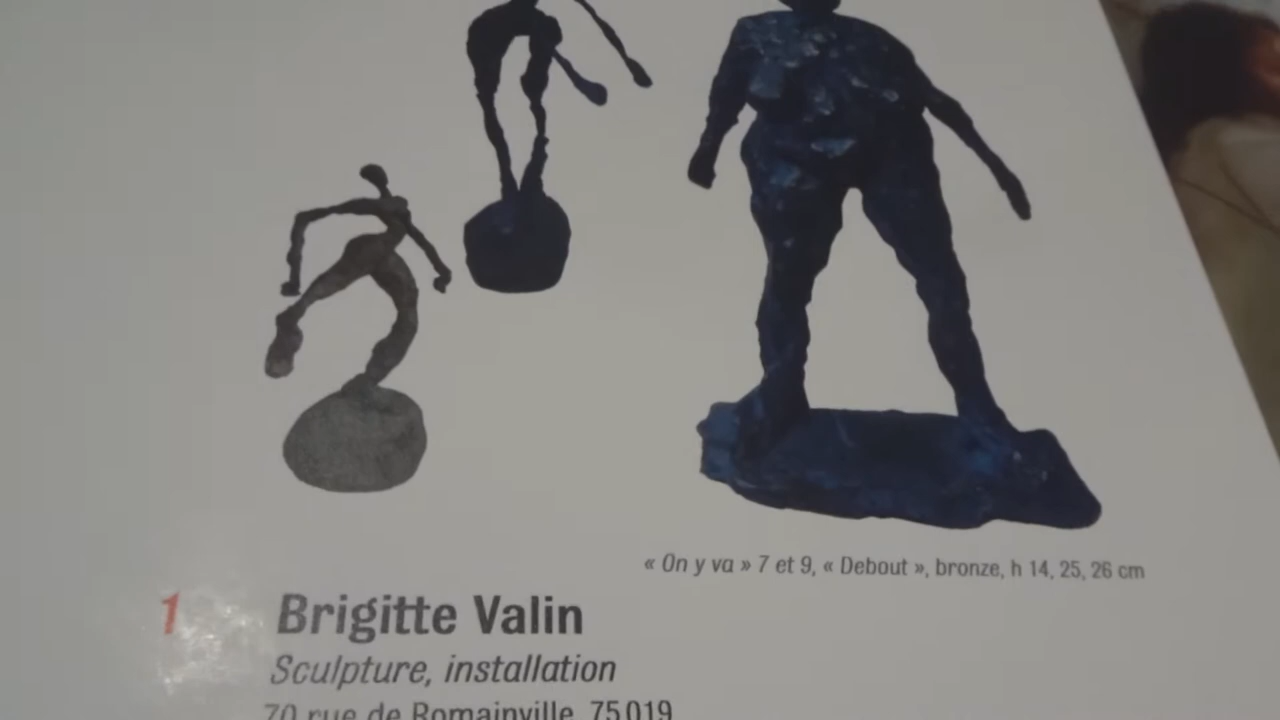 « On y va » 7 et 9, « Debout », bronze, h 14, 25, 26 cm
1 Brigitte Valin
Sculpture, installation
70 rue de Romainville, 75019